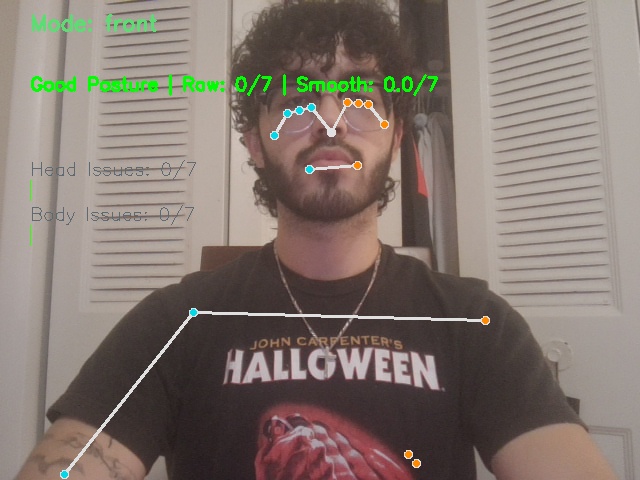 Mode: front
Good Posture | Raw: 0/7 | Smooth: 0.0/7
Head Issues: 0/7
Body Issues: 0/7
JOHN CARPENTER'S
HALLOWEEN